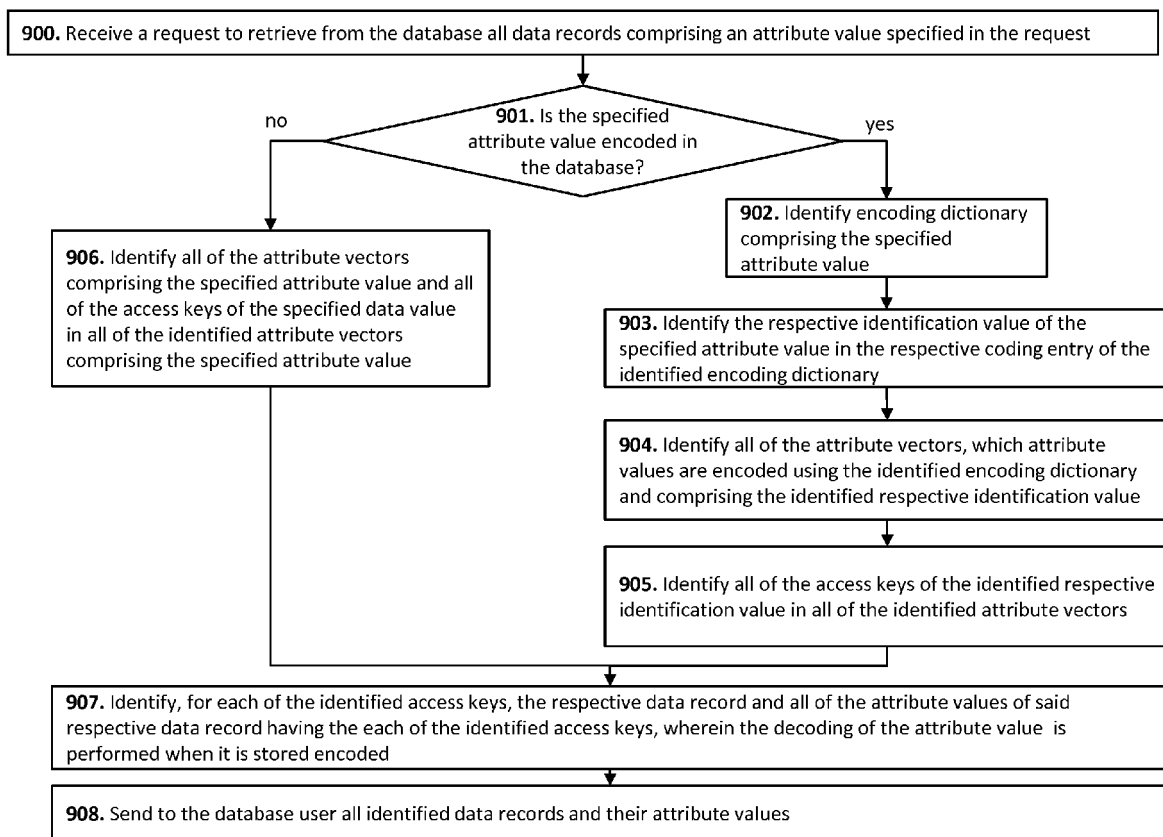 900. Receive a request to retrieve from the database all data records comprising an attribute value specified in the request
901. Is the specified
attribute value encoded in
the database?
no
yes
902. Identify encoding dictionary
comprising the specified
attribute value
906. Identify all of the attribute vectors
comprising the specified attribute value and all
of the access keys of the specified data value
in all of the identified attribute vectors
comprising the specified attribute value
903. Identify the respective identification value of the
specified attribute value in the respective coding entry of the
identified encoding dictionary
904. Identify all of the attribute vectors, which attribute
values are encoded using the identified encoding dictionary
and comprising the identified respective identification value
905. Identify all of the access keys of the identified respective
identification value in all of the identified attribute vectors
907. Identify, for each of the identified access keys, the respective data record and all of the attribute values of said
respective data record having the each of the identified access keys, wherein the decoding of the attribute value is
performed when it is stored encoded
908. Send to the database user all identified data records and their attribute values